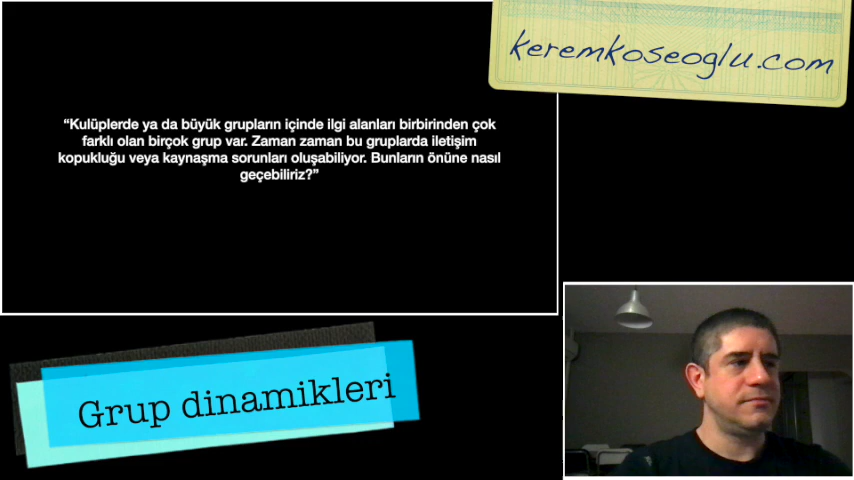 keremkoseoglu.com
“Kulüplerde ya da büyük grupların içinde ilgi alanları birbirinden çok
farklı olan birçok grup var. Zaman zaman bu gruplarda iletişim
kopukluğu veya kaynaşma sorunları oluşabiliyor. Bunların önüne nasıl
geçebiliriz?”
Grup dinamikleri